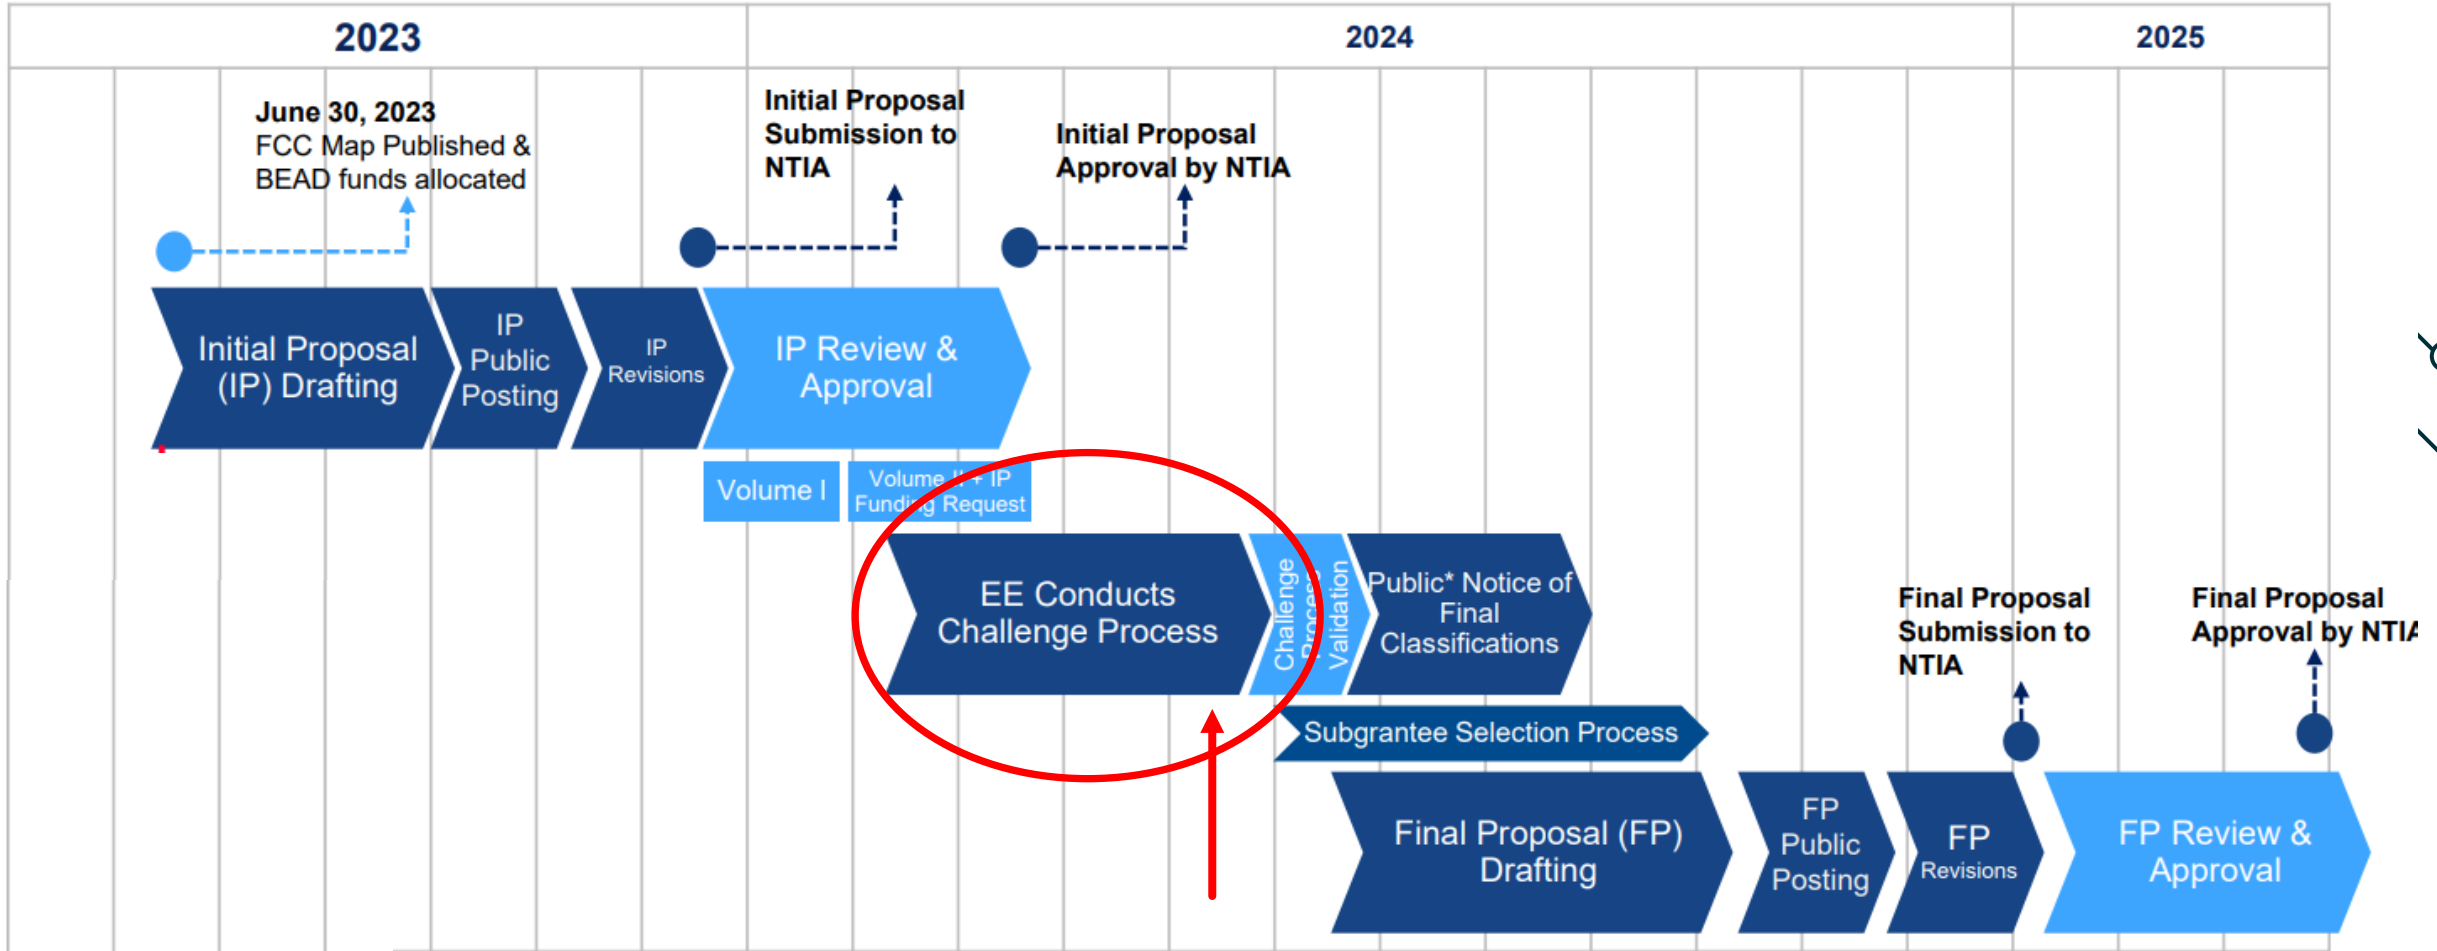 2023
2024
2025
June 30, 2023
FCC Map Published &
BEAD funds allocated
Initial Proposal
Submission to
NTIA
Initial Proposal
Approval by NTIA
Initial Proposal
(IP) Drafting
IP
Public
Posting
IP
Revisions
IP Review &
Approval
Volume I
Volume II + IP
Funding Request
EE Conducts
Challenge Process
Challenge
Process
Validation
Public* Notice of
Final
Classifications
Subgrantee Selection Process
Final Proposal
Submission to
NTIA
Final Proposal
Approval by NTIA
Final Proposal (FP)
Drafting
FP
Public
Posting
FP
Revisions
FP Review &
Approval